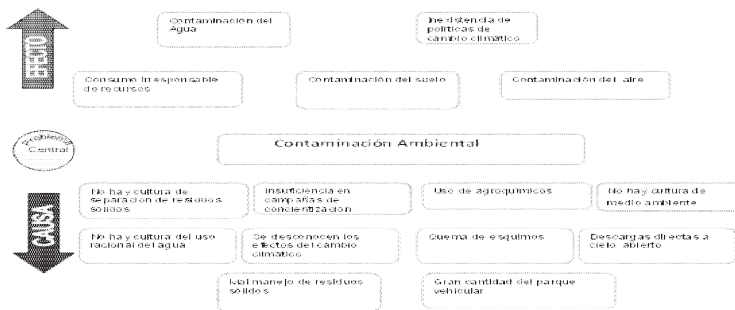 Contaminación del
Agua
Inexistencia de
políticas de
cambio climático
EFECTO
Consumo irresponsable
de recursos
Contaminación del suelo
Contaminación del aire
Problema
Central
Contaminación Ambiental
CAUSA
No hay cultura de
separación de residuos
sólidos
Insuficiencia en
campañas de
concientización
Uso de agroquímicos
No hay cultura de
medio ambiente
No hay cultura del uso
racional del agua
Se desconocen los
efectos del cambio
climático
Quema de esquimos
Descargas directas a
cielo abierto
Mal manejo de residuos
sólidos
Gran cantidad del parque
vehicular